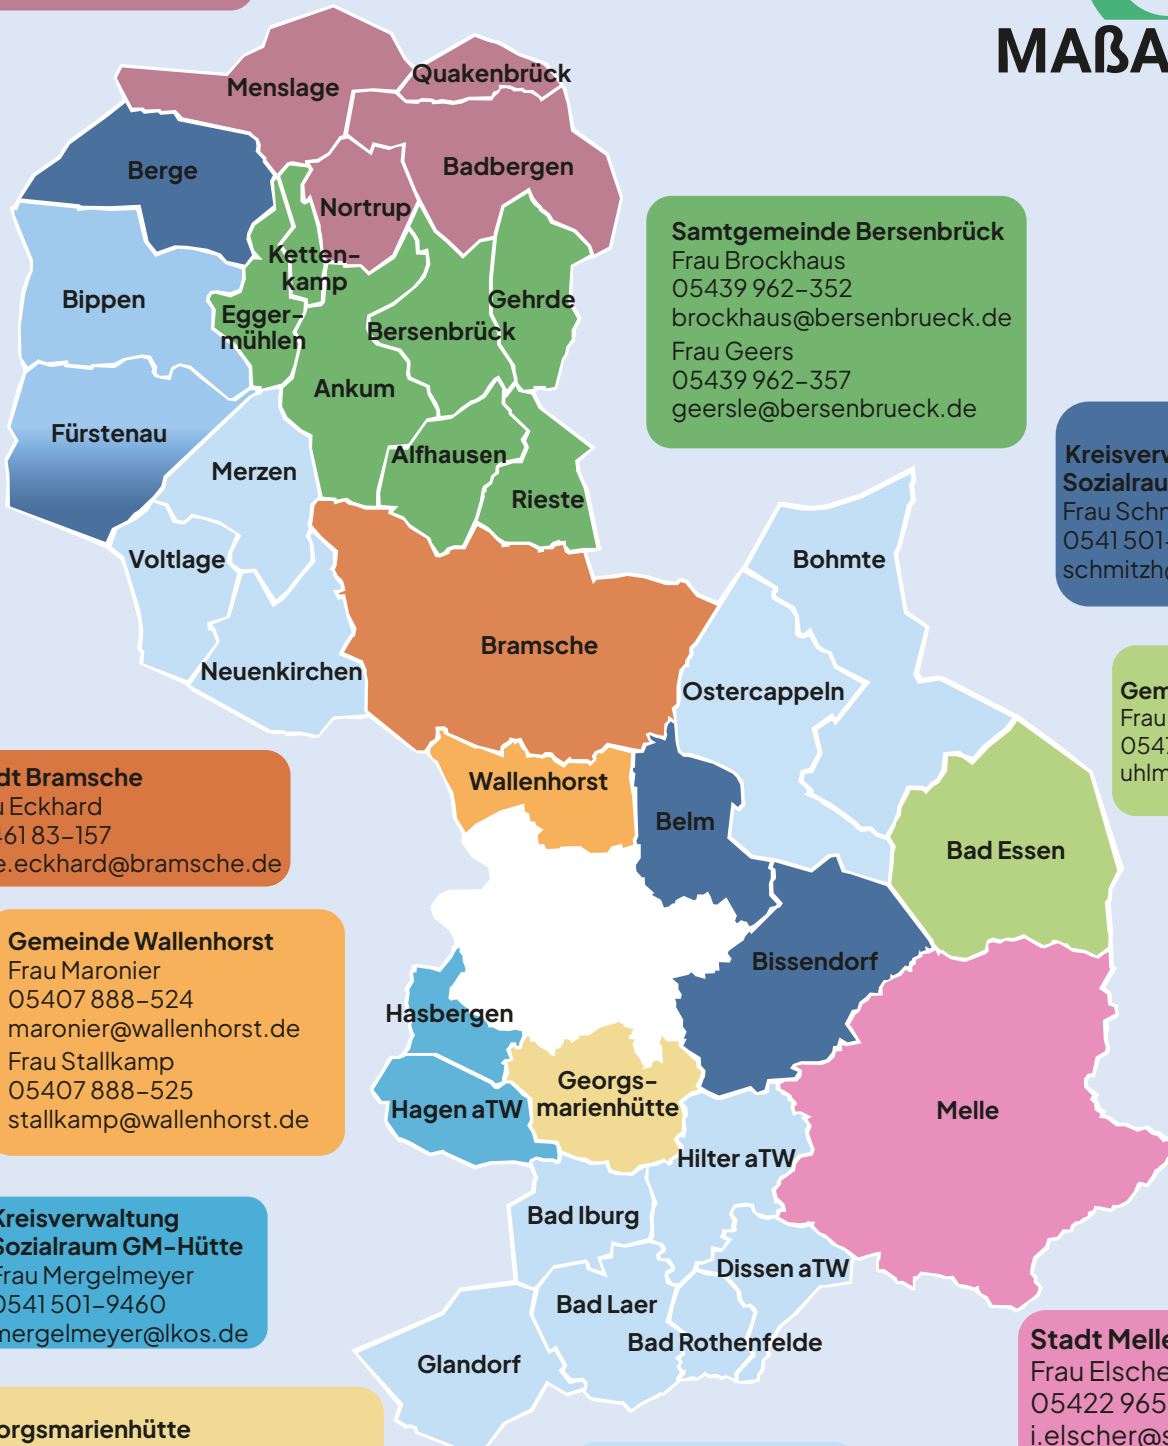 MAßA
Menslage
Quakenbrück
Berge
Badbergen
Nortrup
Ketten-
kamp
Bippen
Egger-
mühlen
Gehrde
Bersenbrück
Ankum
Fürstenau
Merzen
Alfhausen
Rieste
Voltlage
Neuenkirchen
Bramsche
Samtgemeinde Bersenbrück
Frau Brockhaus
05439 962–352
brockhaus@bersenbrueck.de
Frau Geers
05439 962–357
geersle@bersenbrueck.de
Kreisverw
Sozialrau
Frau Schm
0541 501-
schmitzh@
Bohmte
Ostercappeln
Gem
Frau
0547
uhlm
dt Bramsche
u Eckhard
461 83–157
e.eckhard@bramsche.de
Wallenhorst
Belm
Bad Essen
Gemeinde Wallenhorst
Frau Maronier
05407 888–524
maronier@wallenhorst.de
Frau Stallkamp
05407 888–525
stallkamp@wallenhorst.de
Bissendorf
Hasbergen
Georgs-
marienhütte
Hagen aTW
Melle
Hilter aTW
Bad Iburg
Dissen aTW
Bad Laer
Bad Rothenfelde
Glandorf
Kreisverwaltung
Sozialraum GM-Hütte
Frau Mergelmeyer
0541 501–9460
mergelmeyer@lkos.de
orgsmarienhütte
Stadt Melle
Frau Elsche
05422 965
i.elscher@s